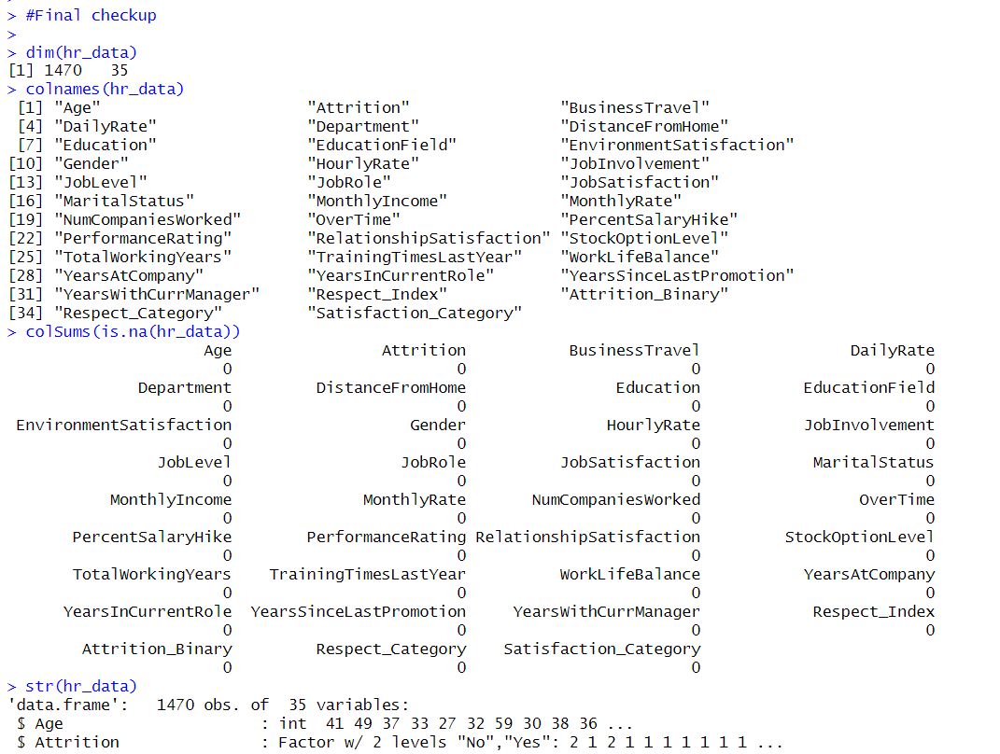 > #Final checkup
>
> dim(hr_data)
[1] 1470   35
> colnames(hr_data)
 [1] "Age"                      "Attrition"                "BusinessTravel"
 [4] "DailyRate"                "Department"               "DistanceFromHome"
 [7] "Education"                "EducationField"           "EnvironmentSatisfaction"
[10] "Gender"                   "HourlyRate"               "JobInvolvement"
[13] "JobLevel"                 "JobRole"                  "JobSatisfaction"
[16] "MaritalStatus"            "MonthlyIncome"            "MonthlyRate"
[19] "NumCompaniesWorked"       "OverTime"                 "PercentSalaryHike"
[22] "PerformanceRating"        "RelationshipSatisfaction" "StockOptionLevel"
[25] "TotalWorkingYears"        "TrainingTimesLastYear"    "WorkLifeBalance"
[28] "YearsAtCompany"           "YearsInCurrentRole"       "YearsSinceLastPromotion"
[31] "YearsWithCurrManager"     "Respect_Index"            "Attrition_Binary"
[34] "Respect_Category"         "Satisfaction_Category"
> colSums(is.na(hr_data))
                     Age                Attrition           BusinessTravel                DailyRate
                       0                        0                        0                        0
              Department         DistanceFromHome                Education           EducationField
                       0                        0                        0                        0
 EnvironmentSatisfaction                   Gender               HourlyRate           JobInvolvement
                       0                        0                        0                        0
                JobLevel                  JobRole          JobSatisfaction            MaritalStatus
                       0                        0                        0                        0
           MonthlyIncome              MonthlyRate       NumCompaniesWorked                 OverTime
                       0                        0                        0                        0
       PercentSalaryHike        PerformanceRating RelationshipSatisfaction         StockOptionLevel
                       0                        0                        0                        0
       TotalWorkingYears    TrainingTimesLastYear          WorkLifeBalance           YearsAtCompany
                       0                        0                        0                        0
      YearsInCurrentRole  YearsSinceLastPromotion     YearsWithCurrManager            Respect_Index
                       0                        0                        0                        0
        Attrition_Binary         Respect_Category    Satisfaction_Category
                       0                        0                        0
> str(hr_data)
'data.frame':   1470 obs. of  35 variables:
 $ Age                     : int  41 49 37 33 27 32 59 30 38 36 ...
 $ Attrition               : Factor w/ 2 levels "No","Yes": 2 1 2 1 1 1 1 1 1 1 ...